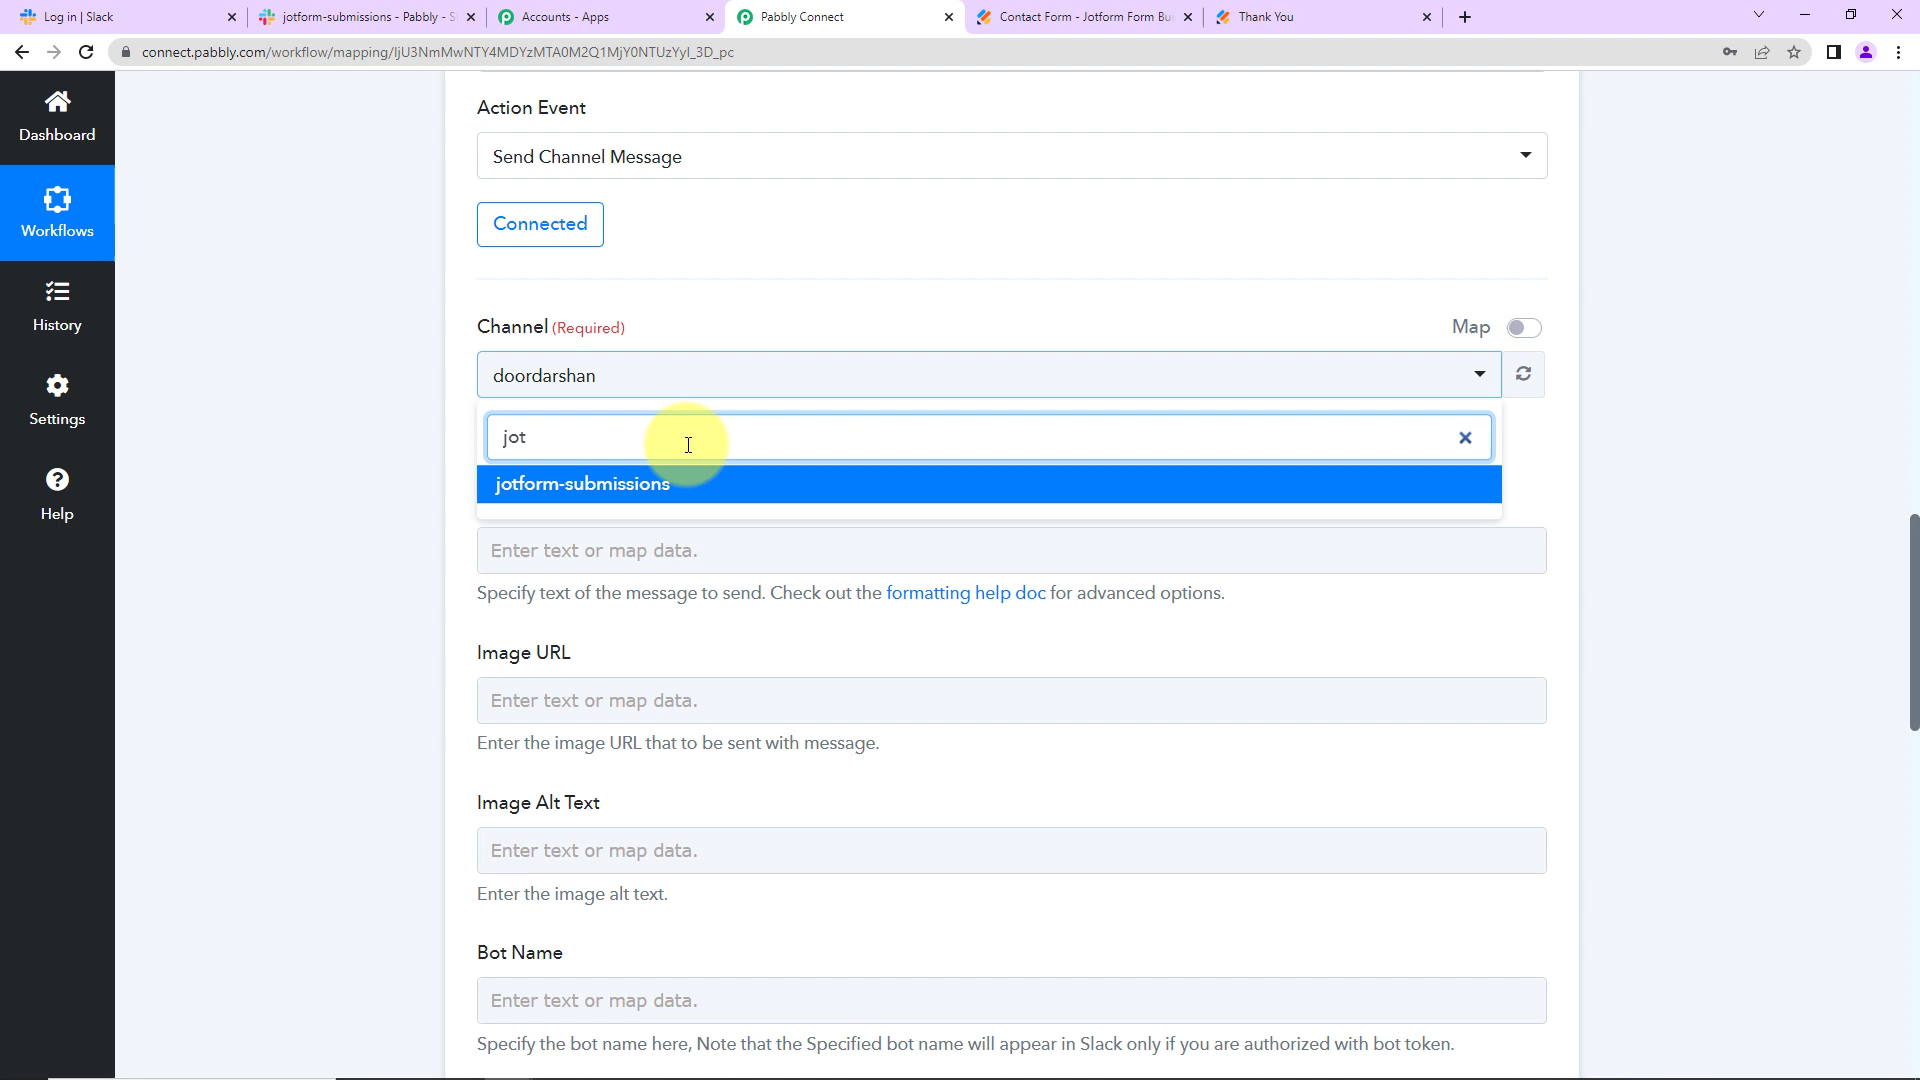 Log in | Slack
jotform-submissions - Pabbly - S
Accounts - Apps
Pabbly Connect
Contact Form - Jotform Form Bui
Thank You
connect.pabbly.com/workflow/mapping/IjU3NmMwNTY4MDYzMTA0M2Q1MjY0NTUzYyI_3D_pc
Dashboard
Workflows
History
Settings
Help
Action Event
Send Channel Message
Connected
Channel (Required)
Map
doordarshan
jot
jotform-submissions
Enter text or map data.
Specify text of the message to send. Check out the formatting help doc for advanced options.
Image URL
Enter text or map data.
Enter the image URL that to be sent with message.
Image Alt Text
Enter text or map data.
Enter the image alt text.
Bot Name
Enter text or map data.
Specify the bot name here, Note that the Specified bot name will appear in Slack only if you are authorized with bot token.